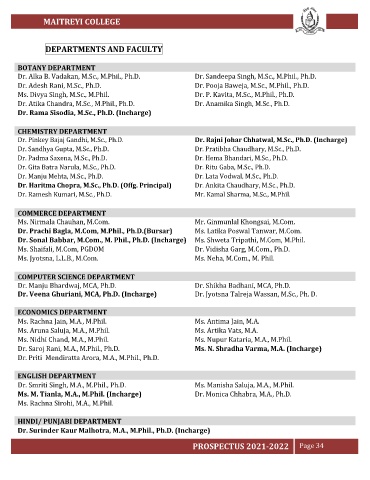 MAITREYI COLLEGE
DEPARTMENTS AND FACULTY
BOTANY DEPARTMENT
Dr. Alka B. Vadakan, M.Sc., M.Phil., Ph.D. Dr. Sandeepa Singh, M.Sc., M.Phil., Ph.D.
Dr. Adesh Rani, M.Sc., Ph.D. Dr. Pooja Baweja, M.Sc., M.Phil., Ph.D.
Ms. Divya Singh, M.Sc., M.Phil. Dr. P. Kavita, M.Sc., M.Phil., Ph.D.
Dr. Atika Chandra, M.Sc., M.Phil., Ph.D. Dr. Anamika Singh, M.Sc., Ph.D.
Dr. Rama Sisodia, M.Sc., Ph.D. (Incharge)
CHEMISTRY DEPARTMENT
Dr. Pinkey Bajaj Gandhi, M.Sc., Ph.D. Dr. Rajni Johar Chhatwal, M.Sc., Ph.D. (Incharge)
Dr. Sandhya Gupta, M.Sc., Ph.D. Dr. Pratibha Chaudhary, M.Sc., Ph.D.
Dr. Padma Saxena, M.Sc., Ph.D. Dr. Hema Bhandari, M.Sc., Ph.D.
Dr. Gita Batra Narula, M.Sc., Ph.D. Dr. Ritu Gaba, M.Sc., Ph.D.
Dr. Manju Mehta, M.Sc., Ph.D. Dr. Lata Vodwal, M.Sc., Ph.D.
Dr. Haritma Chopra, M.Sc., Ph.D. (Offg. Principal) Dr. Ankita Chaudhary, M.Sc., Ph.D.
Dr. Ramesh Kumari, M.Sc., Ph.D. Mr. Kamal Sharma, M.Sc., M.Phil.
COMMERCE DEPARTMENT
Ms. Nirmala Chauhan, M.Com. Mr. Ginmunlal Khongsai, M.Com.
Dr. Prachi Bagla, M.Com, M.Phil., Ph.D.(Bursar) Ms. Latika Poswal Tanwar, M.Com.
Dr. Sonal Babbar, M.Com., M. Phil., Ph.D. (Incharge) Ms. Shweta Tripathi, M.Com, M.Phil.
Ms. Shaifali, M.Com, PGDOM Dr. Vidisha Garg, M.Com., Ph.D.
Ms. Jyotsna, L.L.B., M.Com. Ms. Neha, M.Com., M. Phil.
COMPUTER SCIENCE DEPARTMENT
Dr. Manju Bhardwaj, MCA, Ph.D. Dr. Shikha Badhani, MCA, Ph.D.
Dr. Veena Ghuriani, MCA, Ph.D. (Incharge) Dr. Jyotsna Talreja Wassan, M.Sc., Ph. D.
ECONOMICS DEPARTMENT
Ms. Rachna Jain, M.A., M.Phil. Ms. Antima Jain, M.A.
Ms. Aruna Saluja, M.A., M.Phil. Ms. Artika Vats, M.A.
Ms. Nidhi Chand, M.A., M.Phil. Ms. Nupur Kataria, M.A., M.Phil.
Dr. Saroj Rani, M.A., M.Phil., Ph.D. Ms. N. Shradha Varma, M.A. (Incharge)
Dr. Priti Mendiratta Arora, M.A., M.Phil., Ph.D.
ENGLISH DEPARTMENT
Dr. Smriti Singh, M.A., M.Phil., Ph.D. Ms. Manisha Saluja, M.A., M.Phil.
Ms. M. Tianla, M.A., M.Phil. (Incharge) Dr. Monica Chhabra, M.A., Ph.D.
Ms. Rachna Sirohi, M.A., M.Phil.
HINDI/ PUNJABI DEPARTMENT
Dr. Surinder Kaur Malhotra, M.A., M.Phil., Ph.D. (Incharge)
PROSPECTUS 2021-2022 Page 34